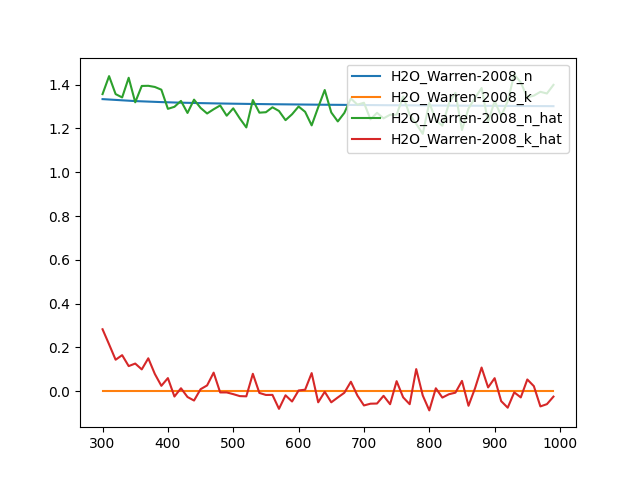 H2O_Warren-2008_n
H2O_Warren-2008_k
H2O_Warren-2008_n_hat
H2O_Warren-2008_k_hat
1.4
1.2
1.0
0.8
0.6
0.4
0.2
0.0
300 400 500 600 700 800 900 1000